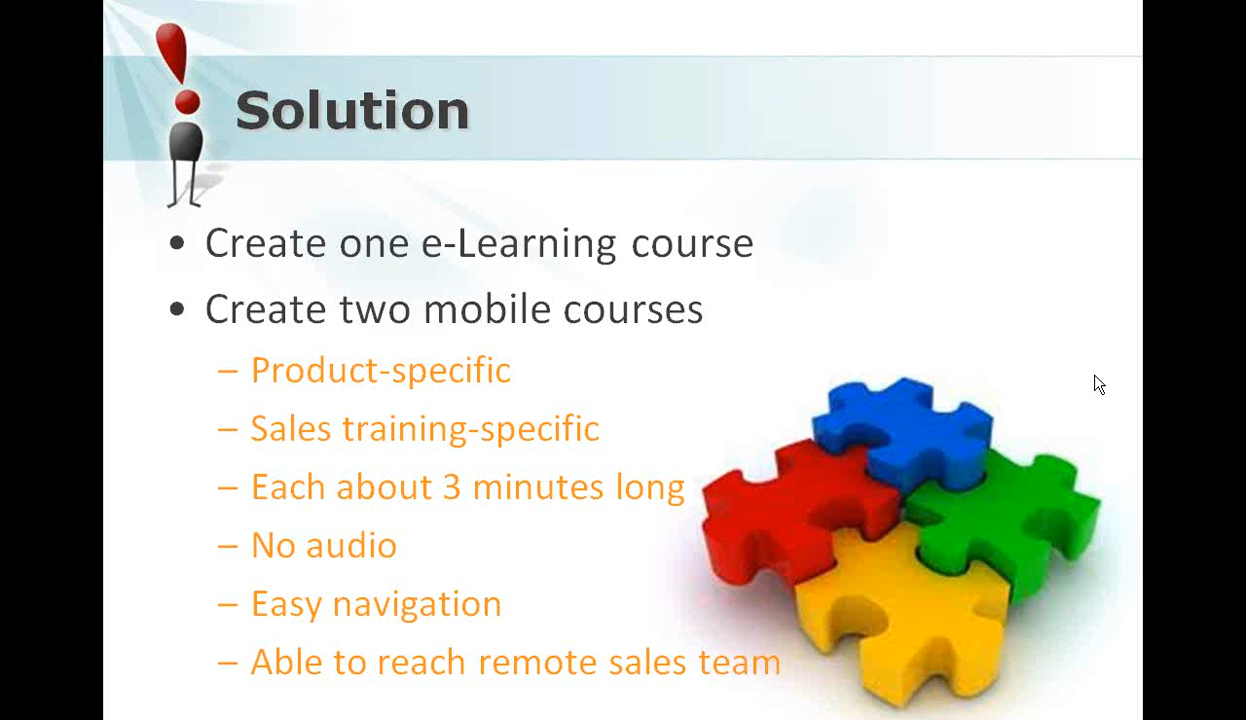 Solution
• Create one e-Learning course
• Create two mobile courses
– Product-specific
– Sales training-specific
– Each about 3 minutes long
– No audio
– Easy navigation
– Able to reach remote sales team